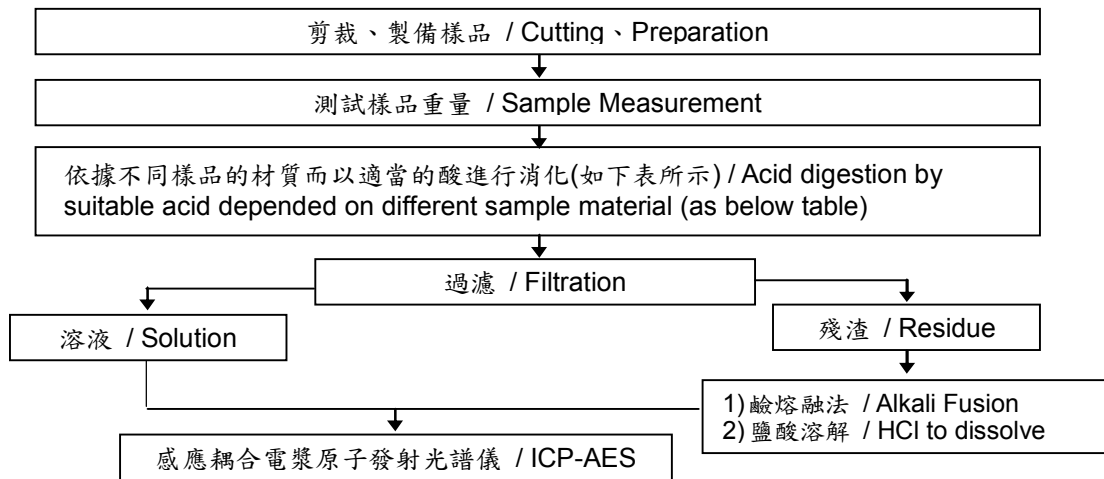 剪裁、製備樣品 / Cutting、Preparation
測試樣品重量 / Sample Measurement
依據不同樣品的材質而以適當的酸進行消化(如下表所示) / Acid digestion by
suitable acid depended on different sample material (as below table)
過濾 / Filtration
溶液 / Solution
殘渣 / Residue
1)鹼熔融法 / Alkali Fusion
2)鹽酸溶解 / HCl to dissolve
感應耦合電漿原子發射光譜儀 / ICP-AES